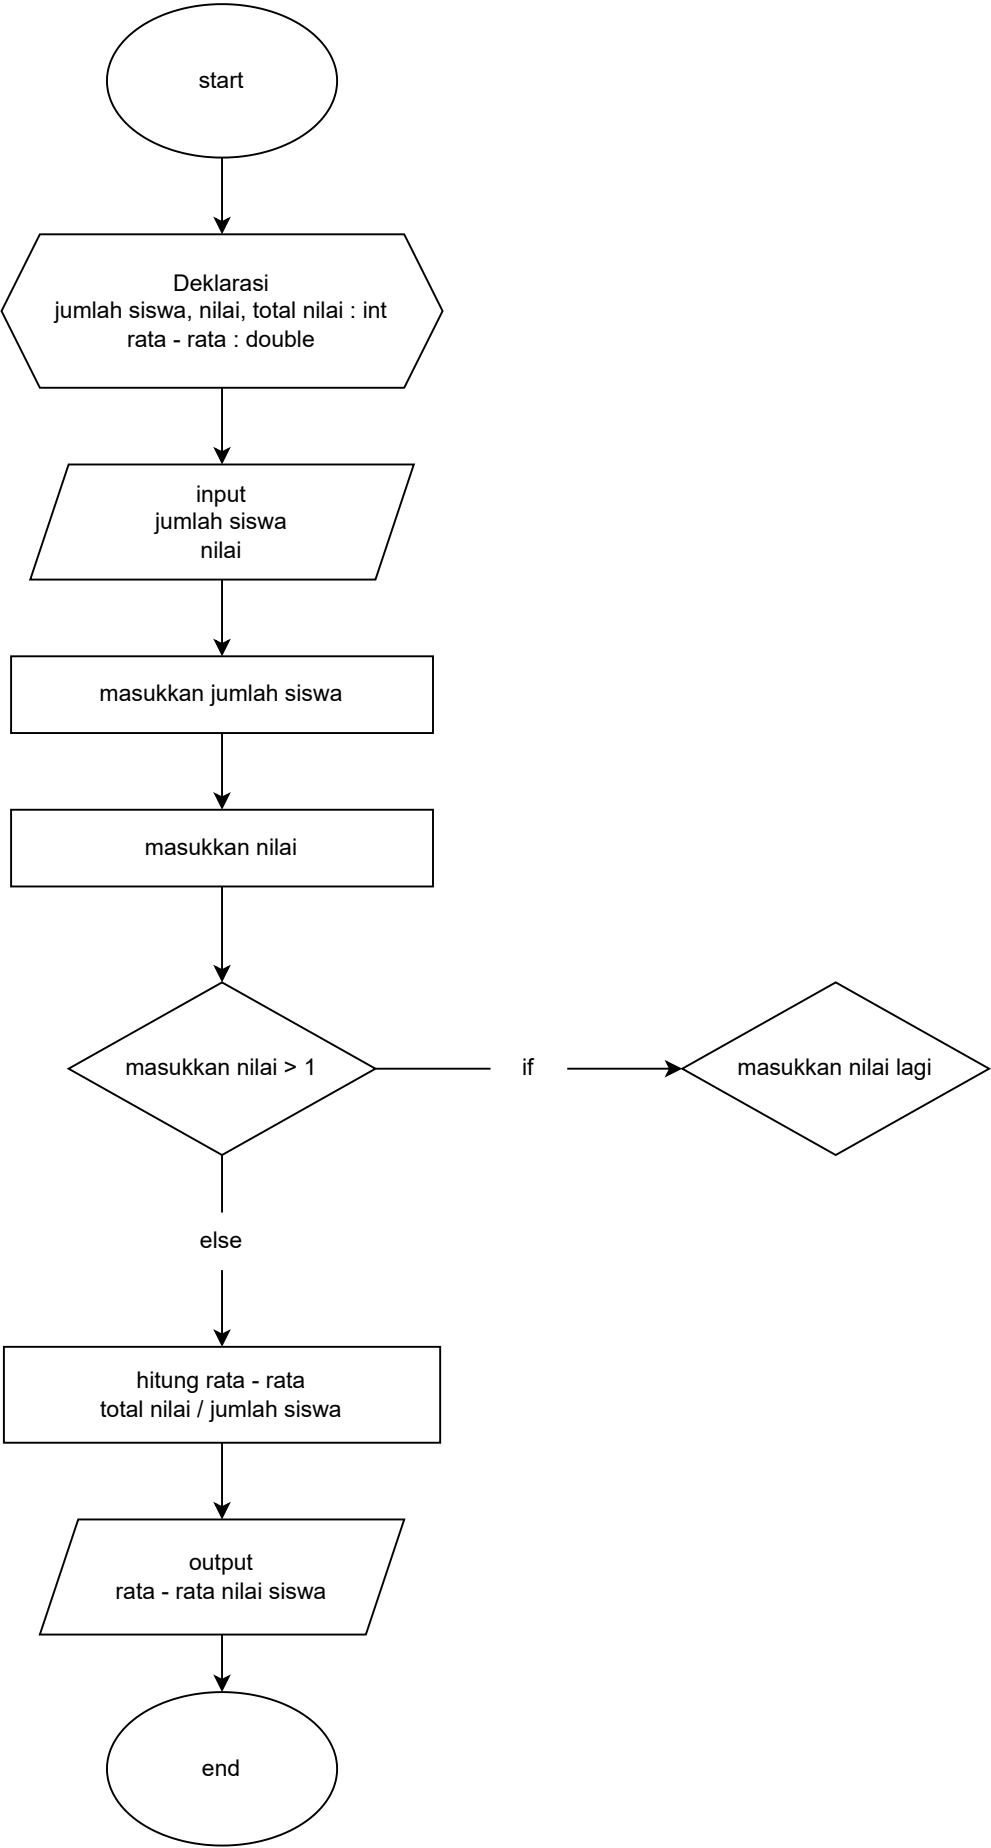 start
Deklarasi
jumlah siswa, nilai, total nilai : int
rata - rata : double
input
jumlah siswa
nilai
masukkan jumlah siswa
masukkan nilai
masukkan nilai > 1
if
masukkan nilai lagi
else
hitung rata - rata
total nilai / jumlah siswa
output
rata - rata nilai siswa
end